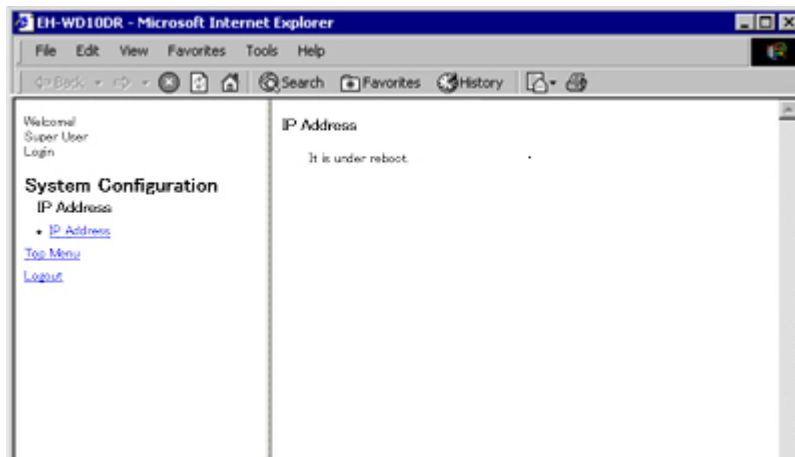 EH-WD10DR - Microsoft Internet Explorer
File Edit View Favorites Tools Help
Back Search Favorites History
Welcome!
Super User
Login
System Configuration
IP Address
• IP Address
Top Menu
Logout
IP Address
It is under reboot.